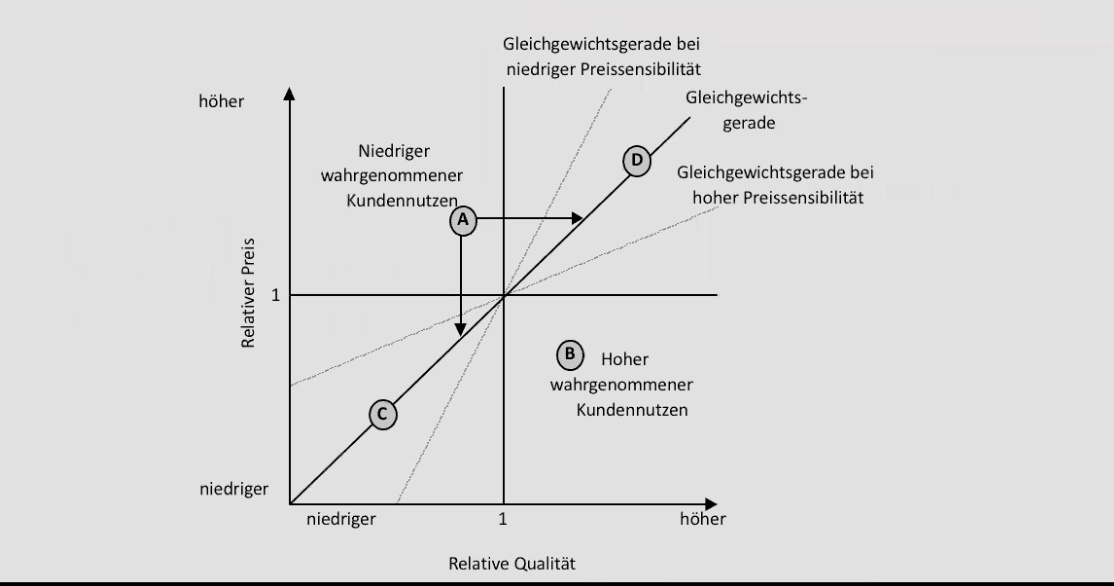 Gleichgewichtsgerade bei
niedriger Preissensibilität
höher
Gleichgewichts-
gerade
Niedriger
wahrgenommener
Kundennutzen
D
Gleichgewichtsgerade bei
hoher Preissensibilität
A
Relativer Preis
1
B
Hoher
wahrgenommener
Kundennutzen
C
niedriger
niedriger
1
höher
Relative Qualität